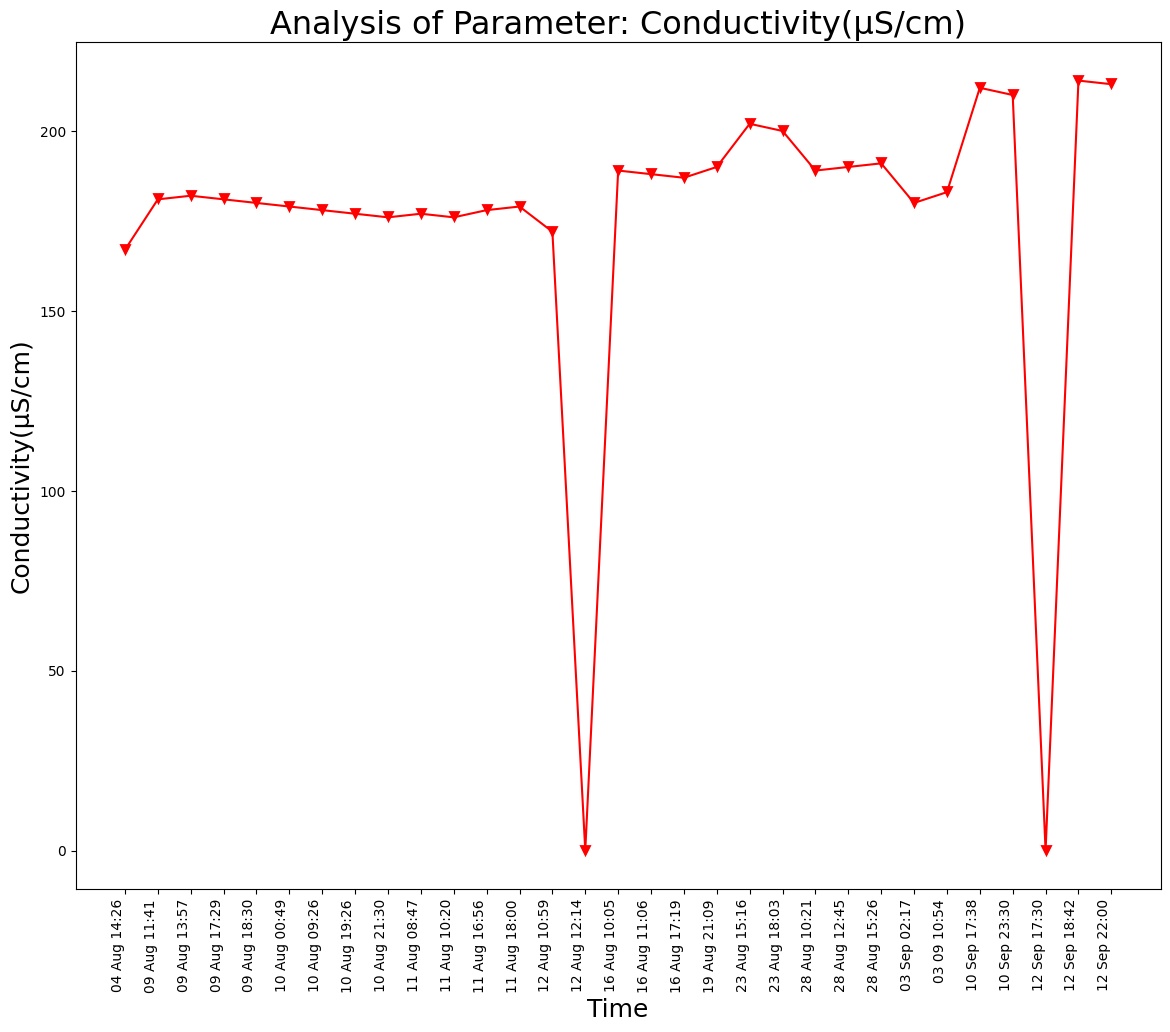 Analysis of Parameter: Conductivity(µS/cm)
Conductivity(µS/cm)
200
150
100
50
0
04 Aug 14:26
09 Aug 11:41
09 Aug 13:57
09 Aug 17:29
09 Aug 18:30
10 Aug 00:49
10 Aug 09:26
10 Aug 19:26
10 Aug 21:30
11 Aug 08:47
11 Aug 10:20
11 Aug 16:56
11 Aug 18:00
12 Aug 10:59
12 Aug 12:14
16 Aug 10:05
16 Aug 11:06
16 Aug 17:19
19 Aug 21:09
23 Aug 15:16
23 Aug 18:03
28 Aug 10:21
28 Aug 12:45
28 Aug 15:26
03 Sep 02:17
03 09 10:54
10 Sep 17:38
10 Sep 23:30
12 Sep 17:30
12 Sep 18:42
12 Sep 22:00
Time